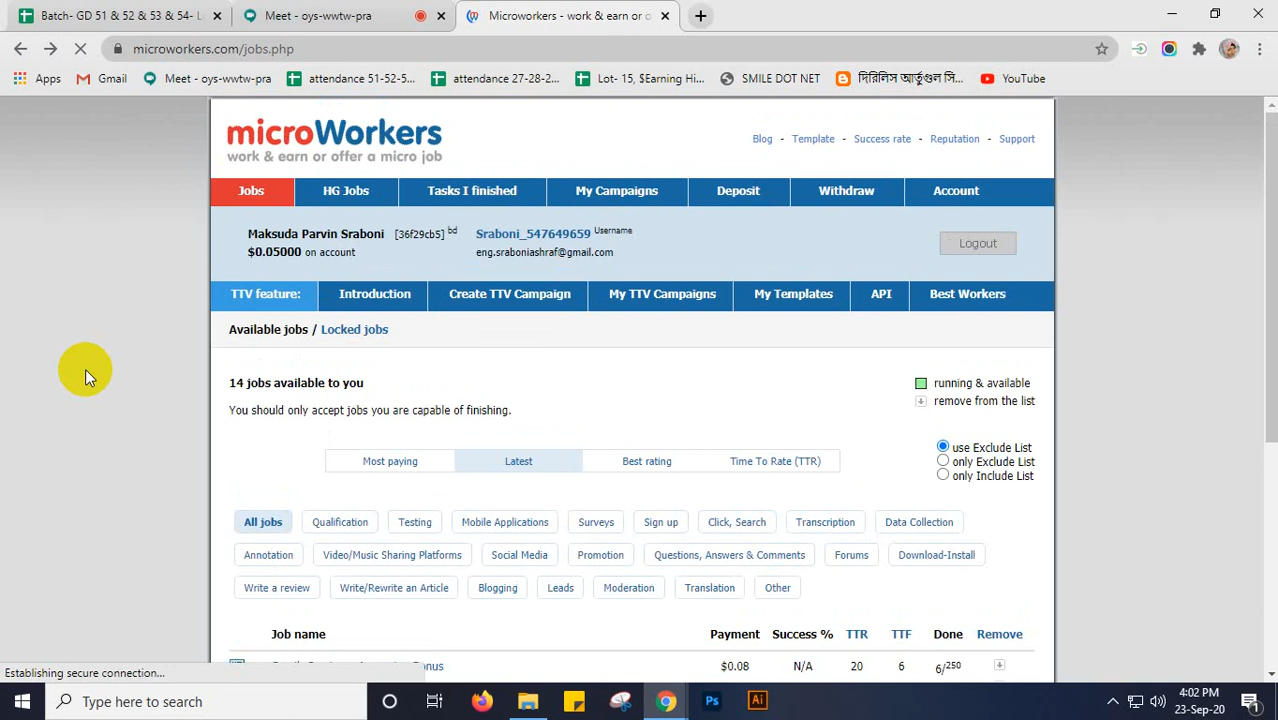 Batch- GD 51 & 52 & 53 & 54- L
Meet - oys-wwtw-pra
Microworkers - work & earn or o
microworkers.com/jobs.php
Apps
Gmail
Meet - oys-wwtw-pra
attendance 51-52-5...
attendance 27-28-2...
Lot- 15, $Earning Hi...
SMILE DOT NET
দিরিলিস আর্তুগ্রুল সি...
YouTube
microWorkers
work & earn or offer a micro job
Blog - Template - Success rate - Reputation - Support
Jobs
HG Jobs
Tasks I finished
My Campaigns
Deposit
Withdraw
Account
Maksuda Parvin Sraboni [36f29cb5] bd
Sraboni_547649659 Username
$0.05000 on account
eng.sraboniashraf@gmail.com
Logout
TTV feature:
Introduction
Create TTV Campaign
My TTV Campaigns
My Templates
API
Best Workers
Available jobs / Locked jobs
14 jobs available to you
running & available
remove from the list
You should only accept jobs you are capable of finishing.
use Exclude List
only Exclude List
only Include List
Most paying
Latest
Best rating
Time To Rate (TTR)
All jobs
Qualification
Testing
Mobile Applications
Surveys
Sign up
Click, Search
Transcription
Data Collection
Annotation
Video/Music Sharing Platforms
Social Media
Promotion
Questions, Answers & Comments
Forums
Download-Install
Write a review
Write/Rewrite an Article
Blogging
Leads
Moderation
Translation
Other
Job name
Payment
Success %
TTR
TTF
Done
Remove
onus
$0.08
N/A
20
6
6/250
Establishing secure connection...
Type here to search
Ps
Ai
4:02 PM
23-Sep-20
1